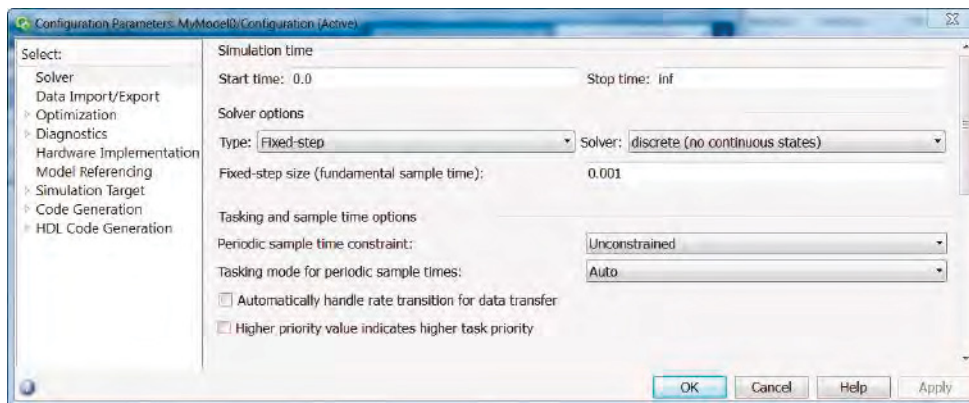 Configuration Parameters: MyModel0/Configuration (Active)
Select:
Solver
Data Import/Export
Optimization
Diagnostics
Hardware Implementation
Model Referencing
Simulation Target
Code Generation
HDL Code Generation
Simulation time
Start time: 0.0 Stop time: inf
Solver options
Type: Fixed-step Solver: discrete (no continuous states)
Fixed-step size (fundamental sample time): 0.001
Tasking and sample time options
Periodic sample time constraint: Unconstrained
Tasking mode for periodic sample times: Auto
Automatically handle rate transition for data transfer
Higher priority value indicates higher task priority
OK Cancel Help Apply